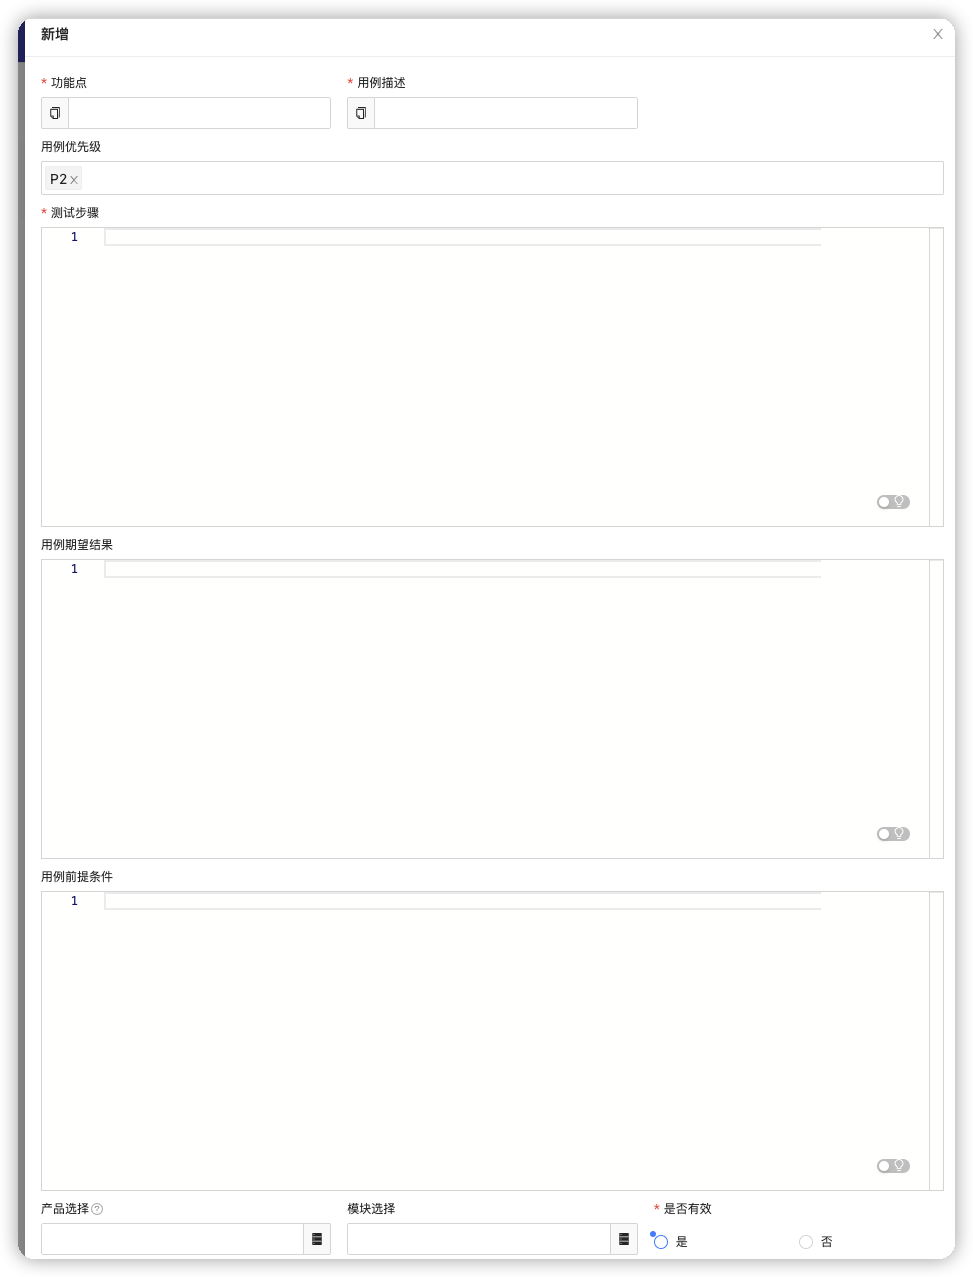 新增
* 功能点
* 用例描述
用例优先级
P2
* 测试步骤
1
用例期望结果
1
用例前提条件
1
产品选择
模块选择
* 是否有效
是
否